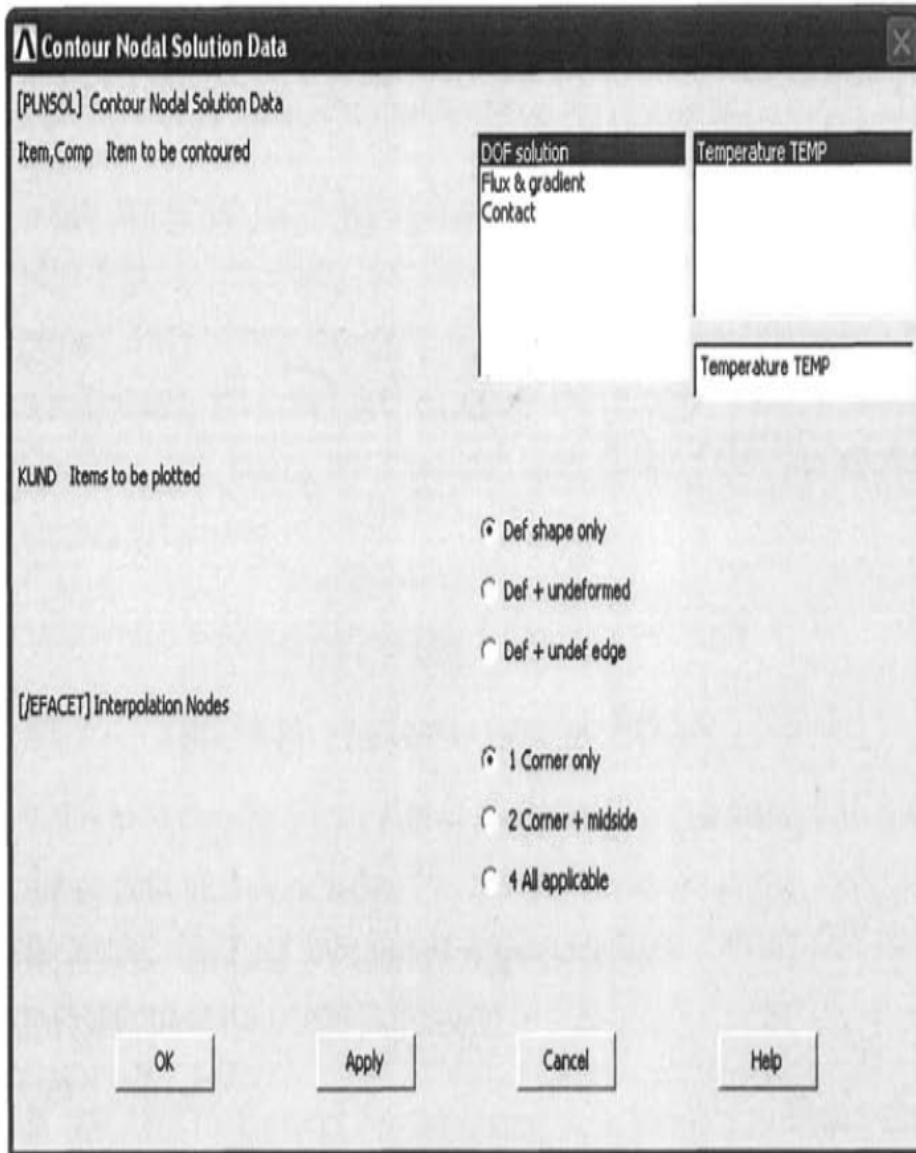 Contour Nodal Solution Data
[PLNSOL] Contour Nodal Solution Data
Item,Comp Item to be contoured
DOF solution
Flux & gradient
Contact
Temperature TEMP
Temperature TEMP
KUND Items to be plotted
Def shape only
Def + undeformed
Def + undef edge
[/EFACET] Interpolation Nodes
1 Corner only
2 Corner + midside
4 All applicable
OK
Apply
Cancel
Help